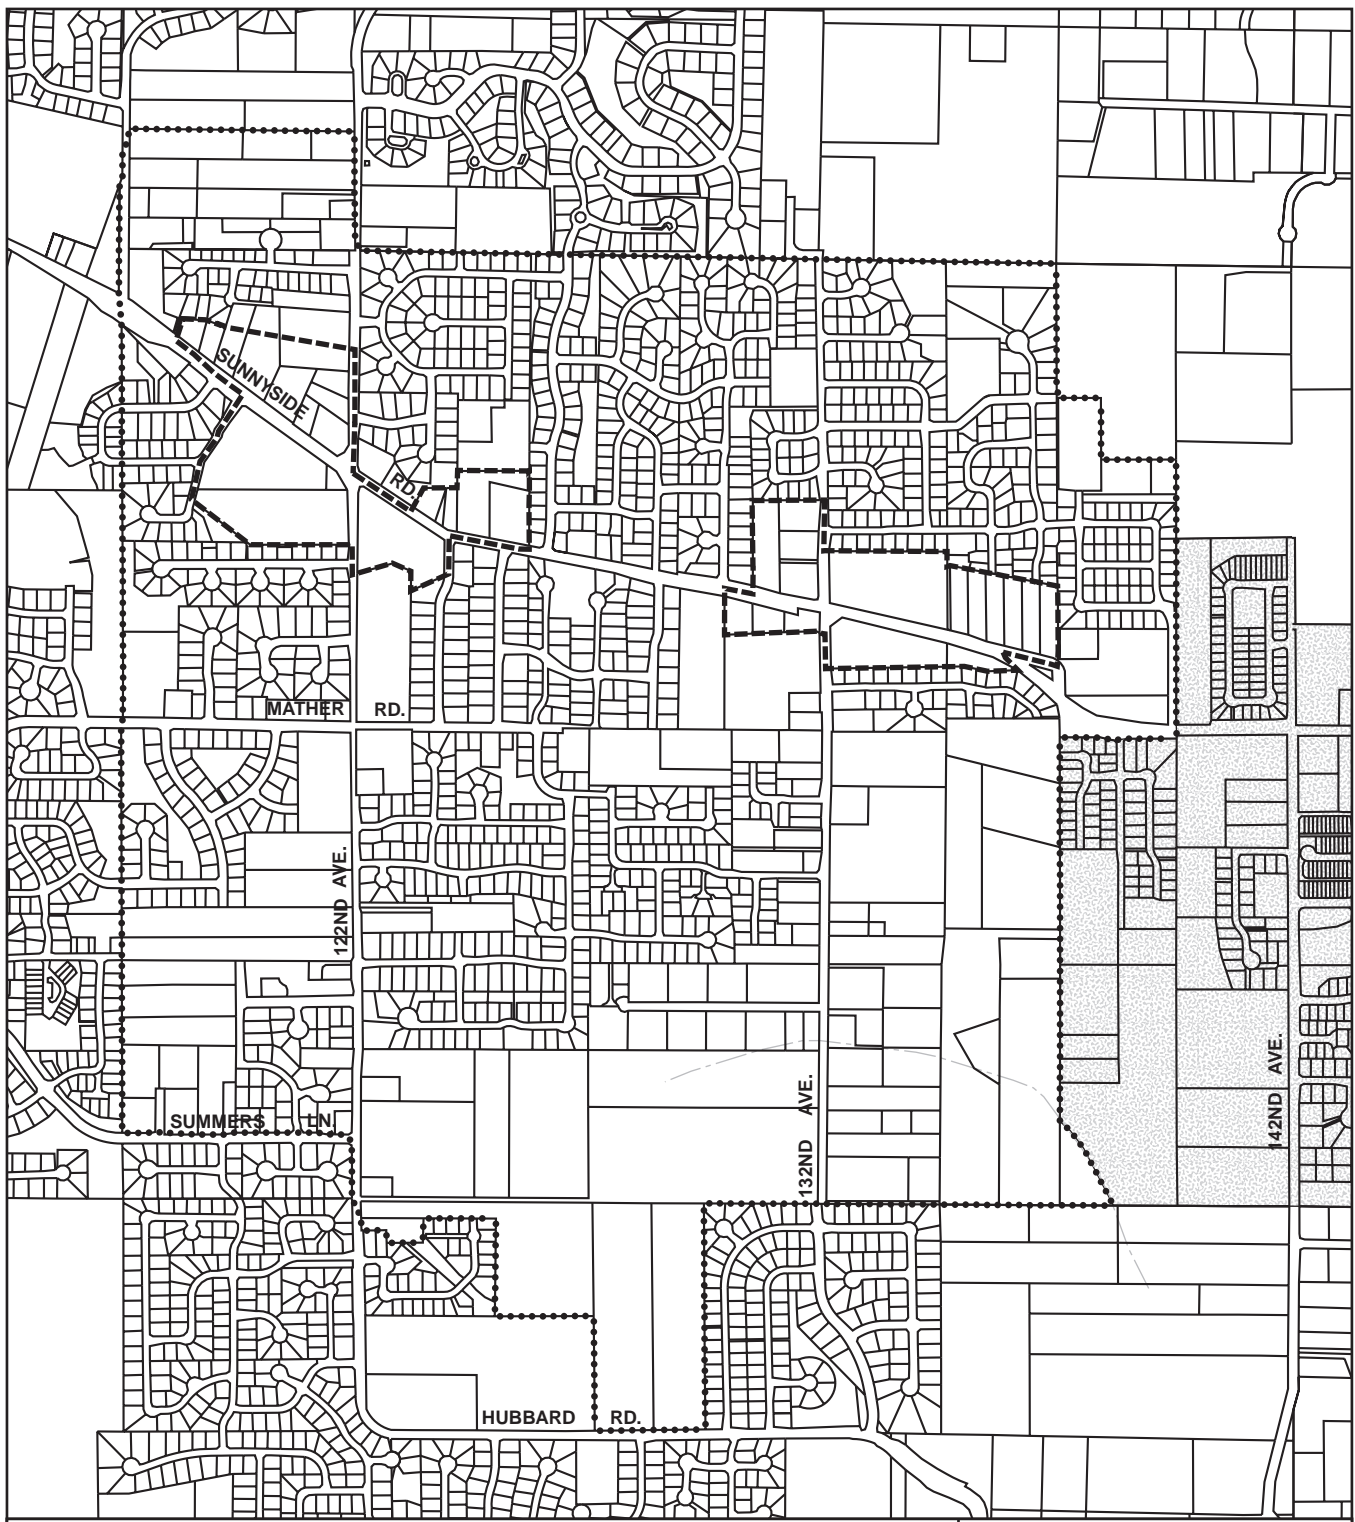 SUNNYSIDE
RD.
MATHER RD.
122ND AVE.
SUMMERS LN.
132ND AVE.
142ND AVE.
HUBBARD RD.